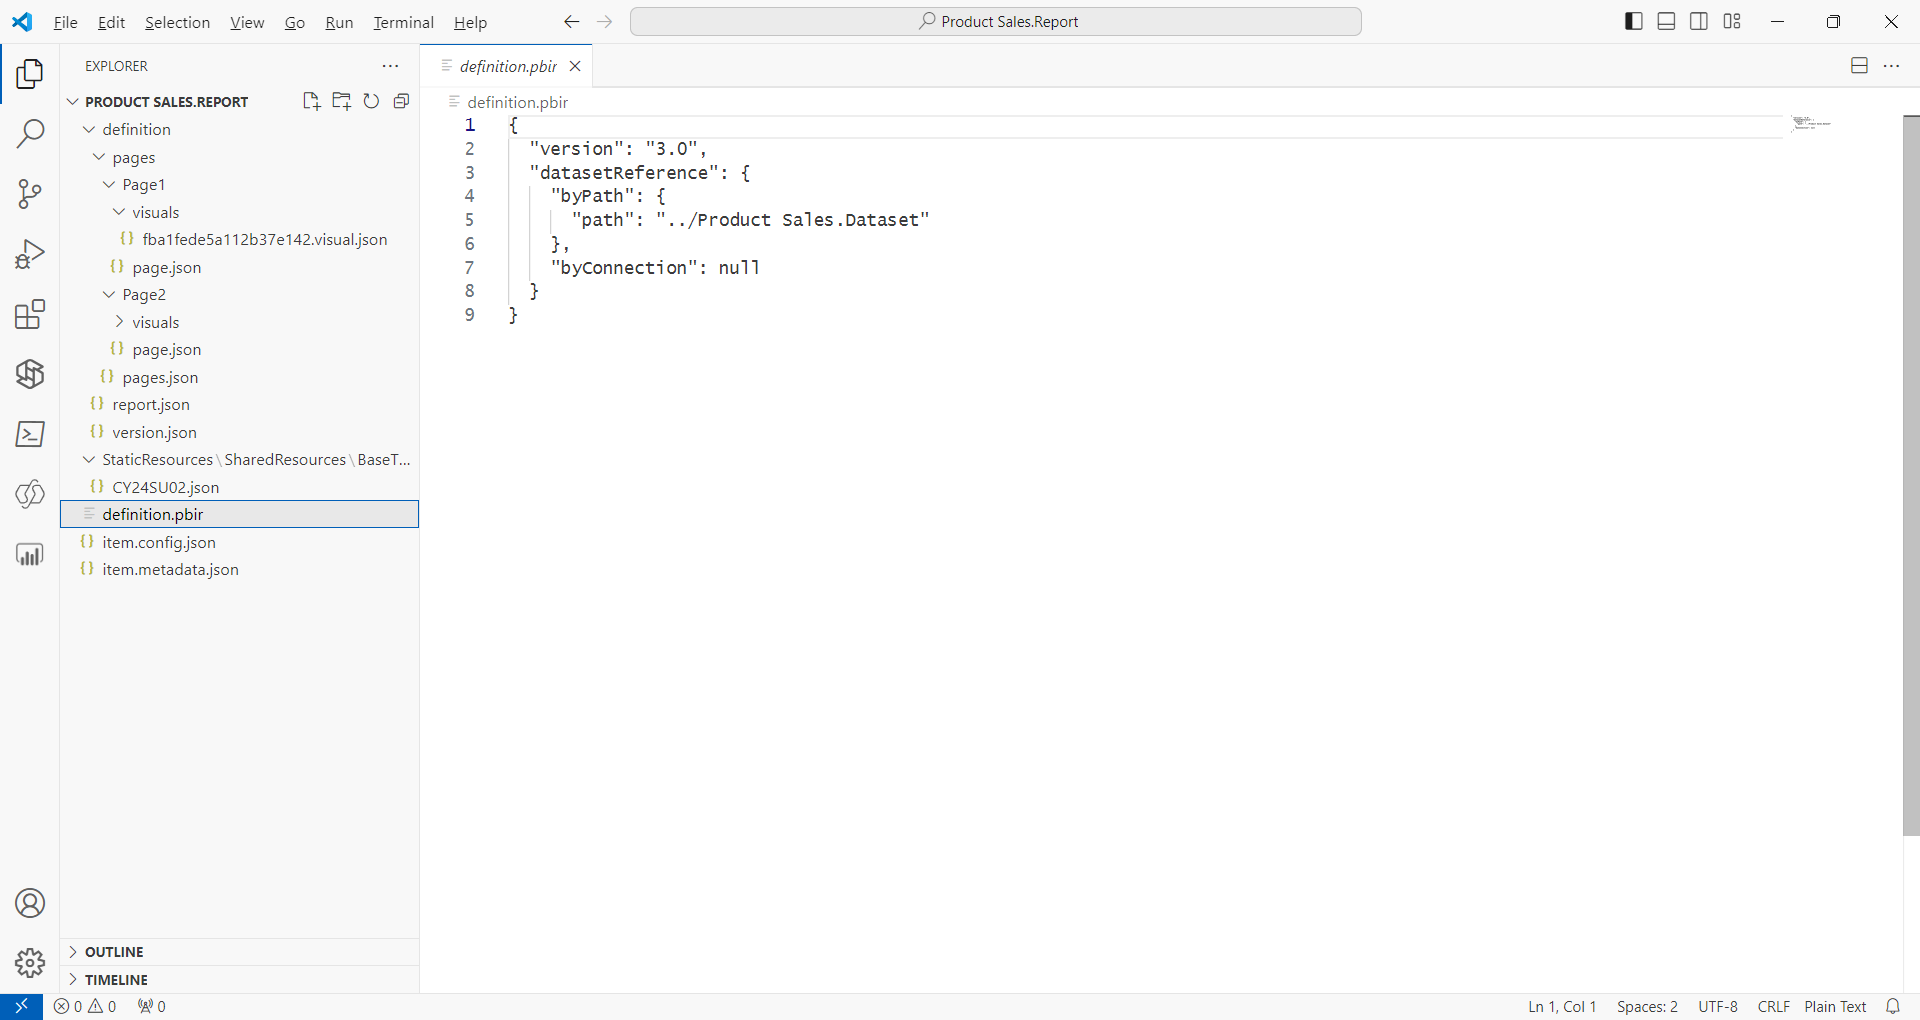 File Edit Selection View Go Run Terminal Help
Product Sales.Report
EXPLORER
PRODUCT SALES.REPORT
definition
pages
Page1
visuals
fba1fede5a112b37e142.visual.json
page.json
Page2
visuals
page.json
pages.json
report.json
version.json
StaticResources\SharedResources\BaseT...
CY24SU02.json
definition.pbir
item.config.json
item.metadata.json
OUTLINE
TIMELINE
definition.pbir
definition.pbir
1 {
2 "version": "3.0",
3 "datasetReference": {
4 "byPath": {
5 "path": "../Product Sales.Dataset"
6 },
7 "byConnection": null
8 }
9 }
0 0 0
Ln 1, Col 1 Spaces: 2 UTF-8 CRLF Plain Text